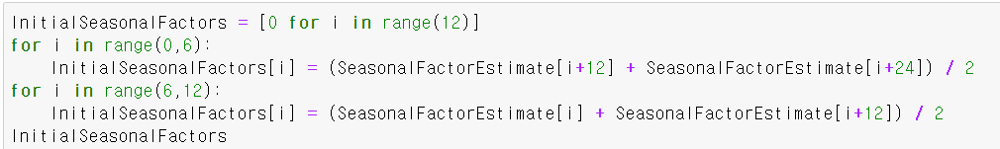 InitialSeasonalFactors = [0 for i in range(12)]
for i in range(0,6):
    InitialSeasonalFactors[i] = (SeasonalFactorEstimate[i+12] + SeasonalFactorEstimate[i+24]) / 2
for i in range(6,12):
    InitialSeasonalFactors[i] = (SeasonalFactorEstimate[i] + SeasonalFactorEstimate[i+12]) / 2
InitialSeasonalFactors